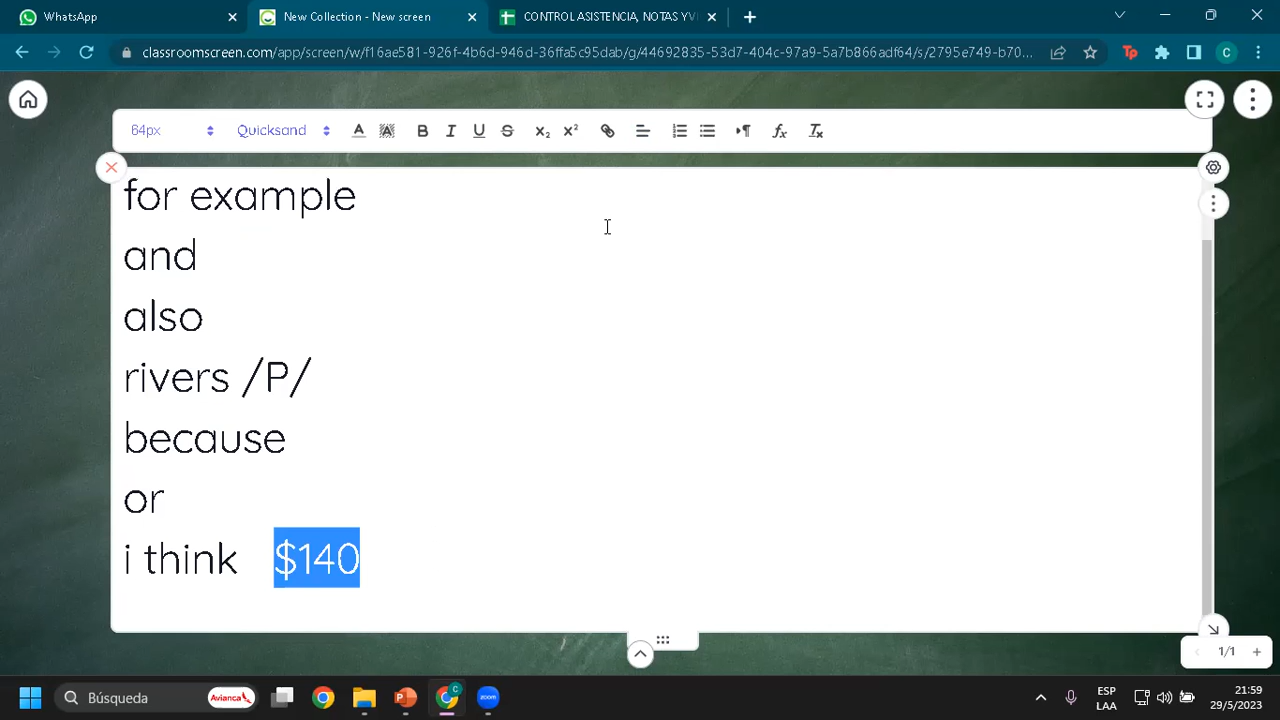 WhatsApp
New Collection - New screen
CONTROL ASISTENCIA, NOTAS Y VI
classroomscreen.com/app/screen/w/f16ae581-926f-4b6d-946d-36ffa5c95dab/g/44692835-53d7-404c-97a9-5a7b866adf64/s/2795e749-b70...
C
64px
Quicksand
for example
and
also
rivers /P/
because
or
i think $140
1/1
Búsqueda
Avianca
zoom
ESP
LAA
21:59
29/5/2023